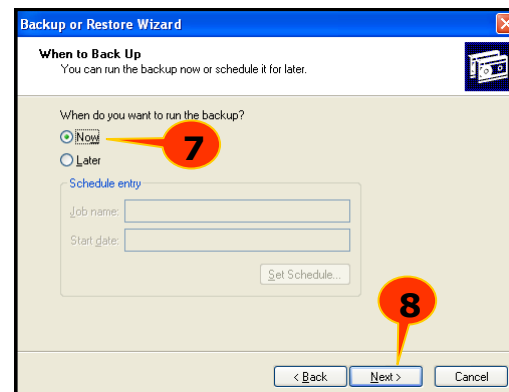 Backup or Restore Wizard
When to Back Up
You can run the backup now or schedule it for later.
When do you want to run the backup?
Now
7
Later
Schedule entry
Job name:
Start date:
Set Schedule...
8
< Back Next > Cancel